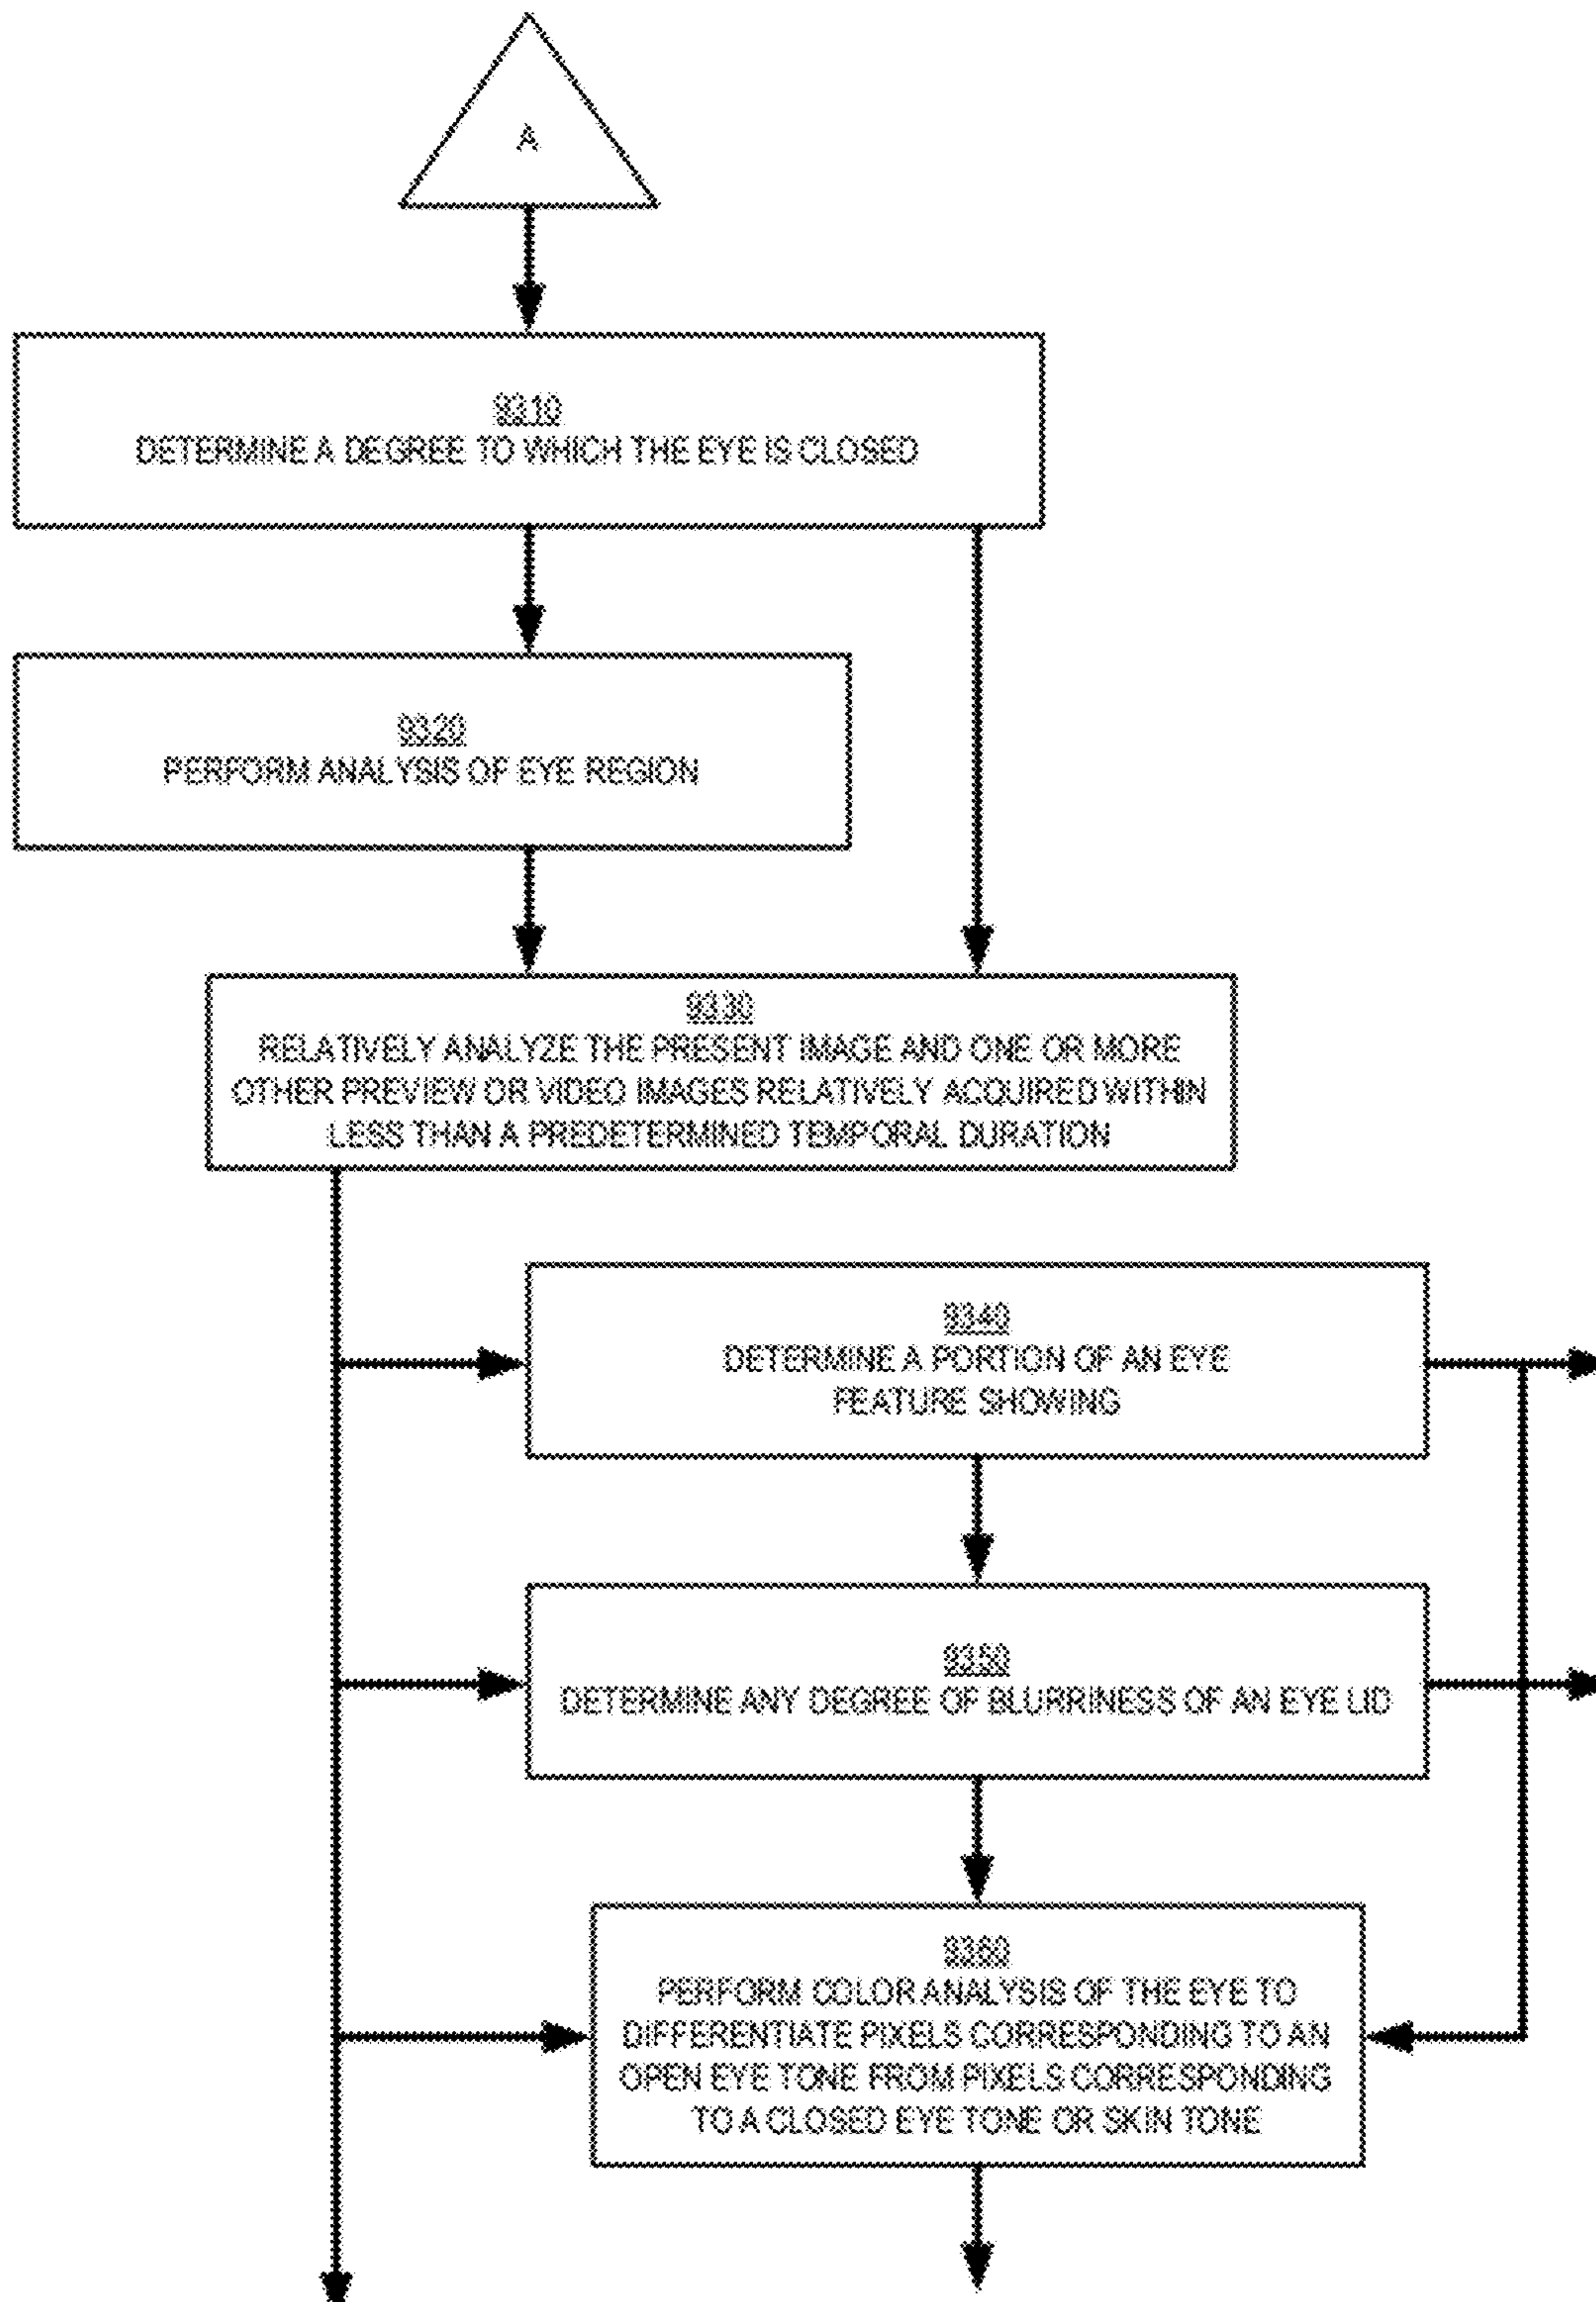 A
9310
DETERMINE A DEGREE TO WHICH THE EYE IS CLOSED
9320
PERFORM ANALYSIS OF EYE REGION
9330
RELATIVELY ANALYZE THE PRESENT IMAGE AND ONE OR MORE
OTHER PREVIEW OR VIDEO IMAGES RELATIVELY ACQUIRED WITHIN
LESS THAN A PREDETERMINED TEMPORAL DURATION
9340
DETERMINE A PORTION OF AN EYE
FEATURE SHOWING
9350
DETERMINE ANY DEGREE OF BLURRINESS OF AN EYE LID
9360
PERFORM COLOR ANALYSIS OF THE EYE TO
DIFFERENTIATE PIXELS CORRESPONDING TO AN
OPEN EYE TONE FROM PIXELS CORRESPONDING
TO A CLOSED EYE TONE OR SKIN TONE